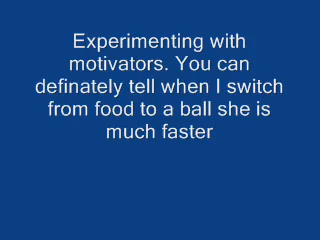 Experimenting with
motivators. You can
definately tell when I switch
from food to a ball she is
much faster